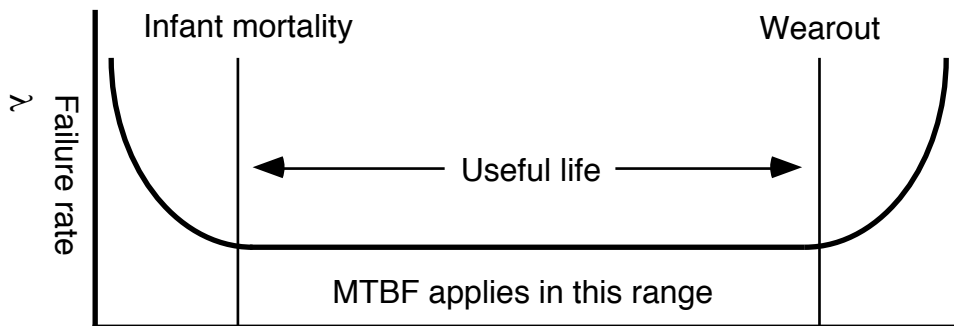 Infant mortality
Wearout
Failure rate
λ
Useful life
MTBF applies in this range